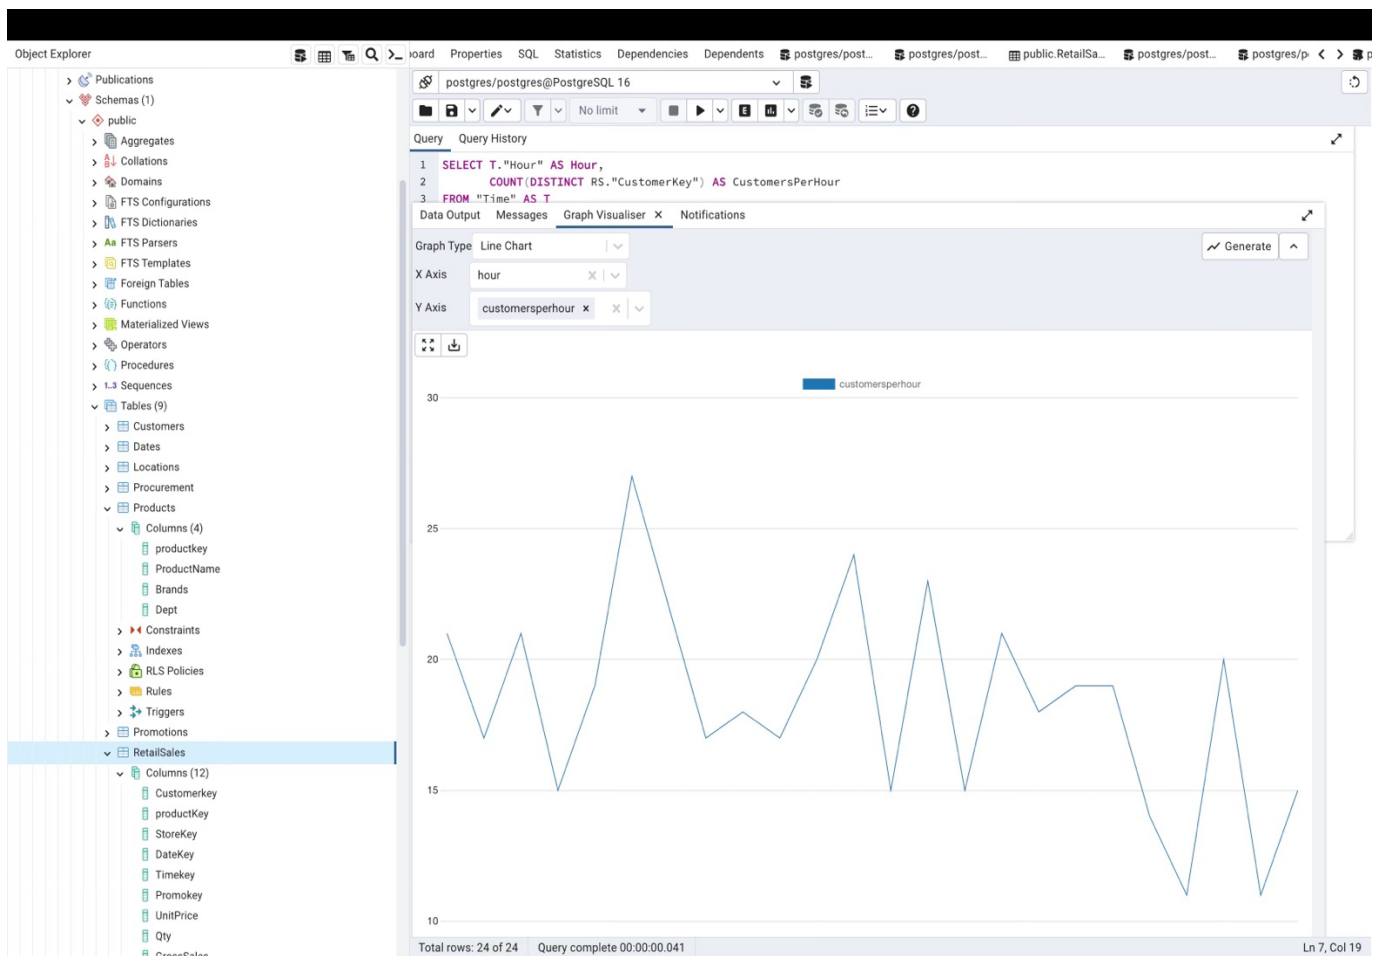 Object Explorer
oard Properties SQL Statistics Dependencies Dependents postgres/post... postgres/post... public.RetailSa... postgres/post... postgres/p
Publications
Schemas (1)
public
Aggregates
Collations
Domains
FTS Configurations
FTS Dictionaries
Aa FTS Parsers
FTS Templates
Foreign Tables
Functions
Materialized Views
Operators
Procedures
1..3 Sequences
Tables (9)
Customers
Dates
Locations
Procurement
Products
Columns (4)
productkey
ProductName
Brands
Dept
Constraints
Indexes
RLS Policies
Rules
Triggers
Promotions
RetailSales
Columns (12)
Customerkey
productKey
StoreKey
DateKey
Timekey
Promokey
UnitPrice
Qty
GrossSales
postgres/postgres@PostgreSQL 16
No limit
E
Query Query History
1 SELECT T."Hour" AS Hour,
2 COUNT(DISTINCT RS."CustomerKey") AS CustomersPerHour
3 FROM "Time" AS T
Data Output Messages Graph Visualiser Notifications
Graph Type Line Chart
Generate
X Axis hour
Y Axis customersperhour
customersperhour
30
25
20
15
10
Total rows: 24 of 24 Query complete 00:00:00.041 Ln 7, Col 19